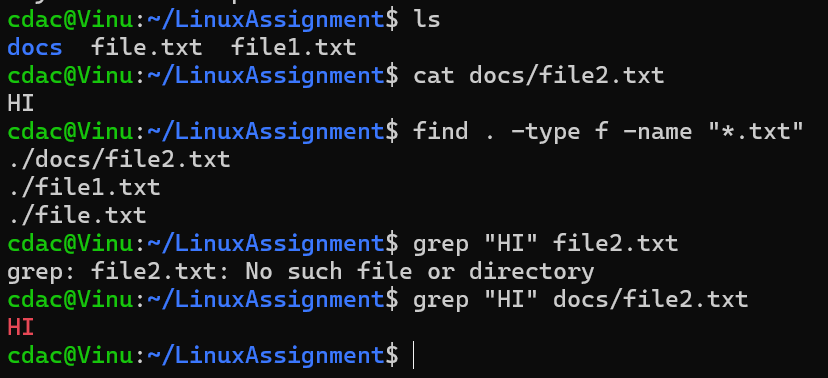 cdac@Vinu:~/LinuxAssignment$ ls
docs  file.txt  file1.txt
cdac@Vinu:~/LinuxAssignment$ cat docs/file2.txt
HI
cdac@Vinu:~/LinuxAssignment$ find . -type f -name "*.txt"
./docs/file2.txt
./file1.txt
./file.txt
cdac@Vinu:~/LinuxAssignment$ grep "HI" file2.txt
grep: file2.txt: No such file or directory
cdac@Vinu:~/LinuxAssignment$ grep "HI" docs/file2.txt
HI
cdac@Vinu:~/LinuxAssignment$